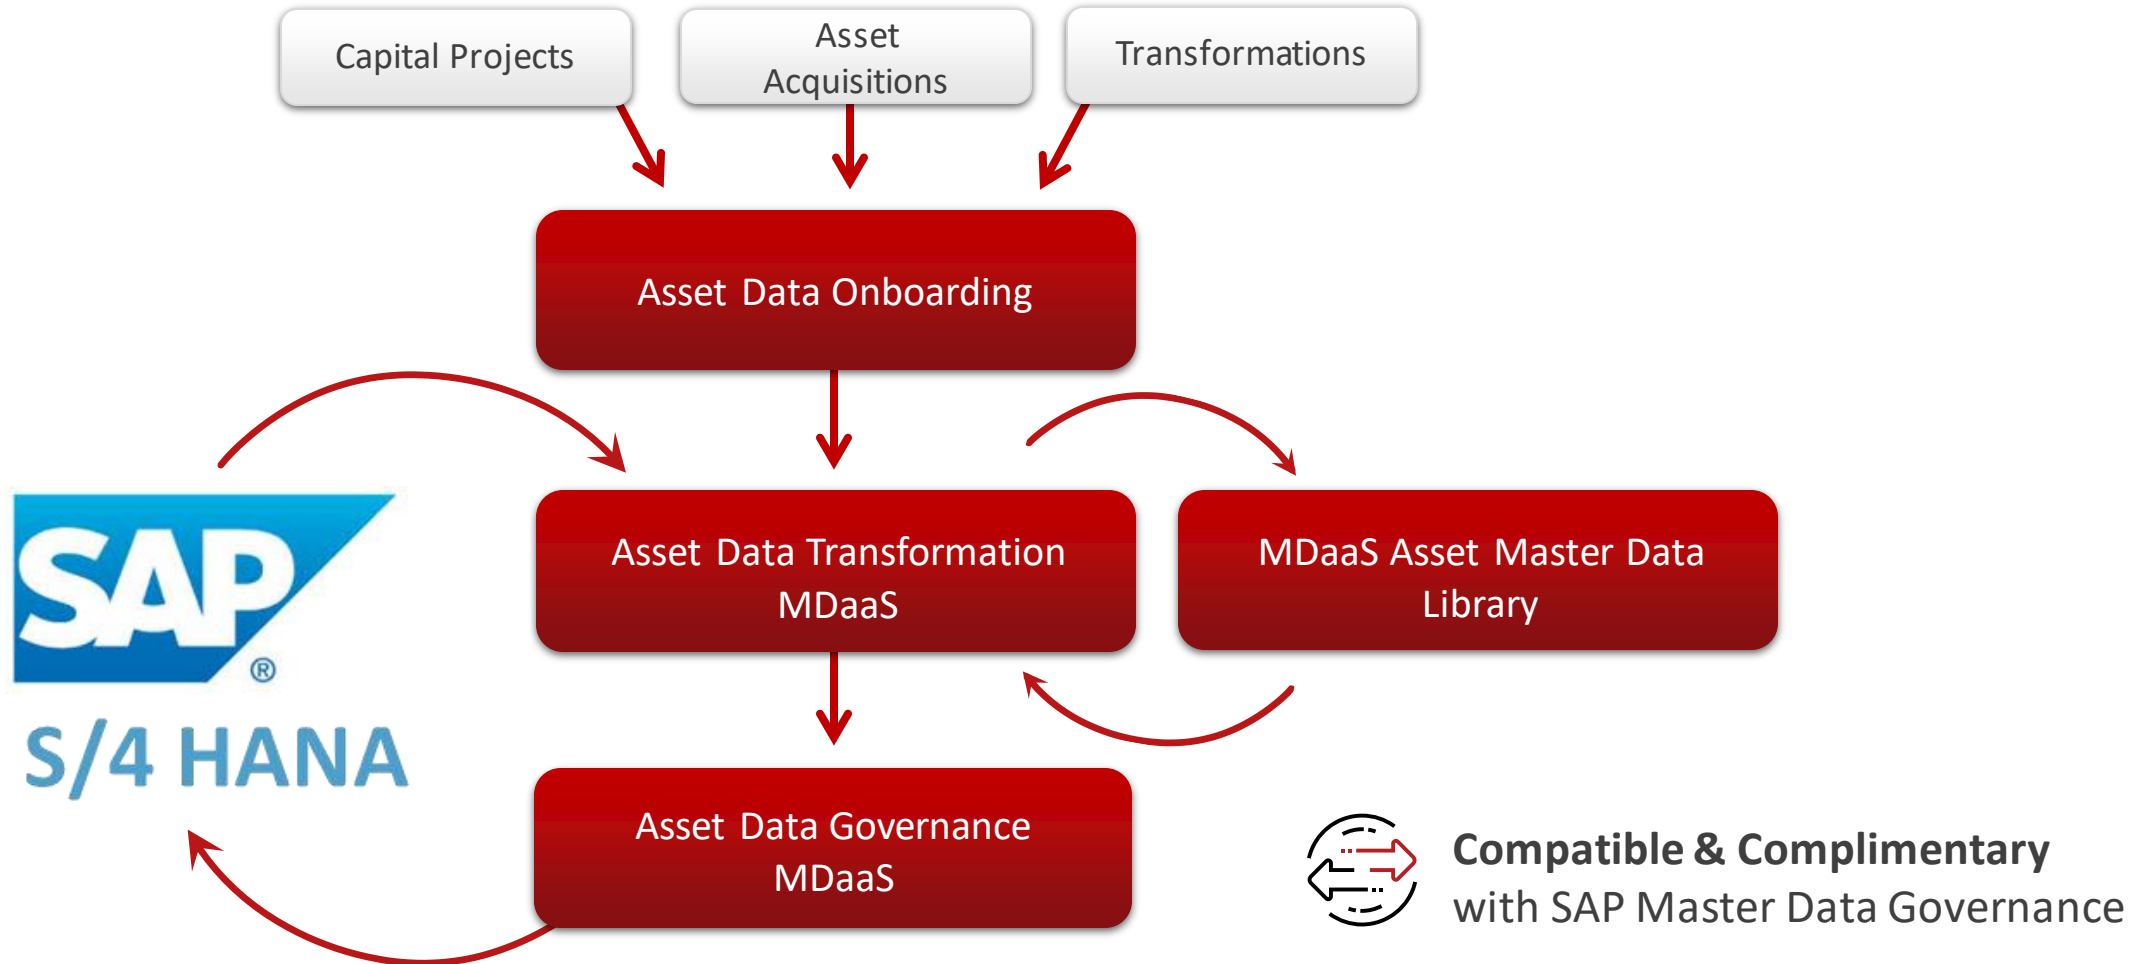 Capital Projects
Asset
Acquisitions
Transformations
Asset Data Onboarding
Asset Data Transformation
MDaaS
MDaaS Asset Master Data
Library
SAP
®
S/4 HANA
Asset Data Governance
MDaaS
Compatible & Complimentary
with SAP Master Data Governance